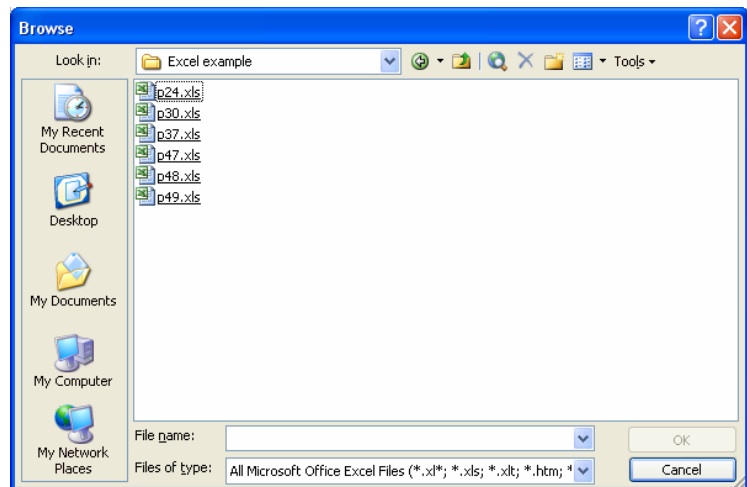 Browse
Look in:
Excel example
Tools
My Recent
Documents
Desktop
My Documents
My Computer
My Network
Places
p24.xls
p30.xls
p37.xls
p47.xls
p48.xls
p49.xls
File name:
OK
Files of type:
All Microsoft Office Excel Files (*.xl*; *.xls; *.xlt; *.htm; *
Cancel